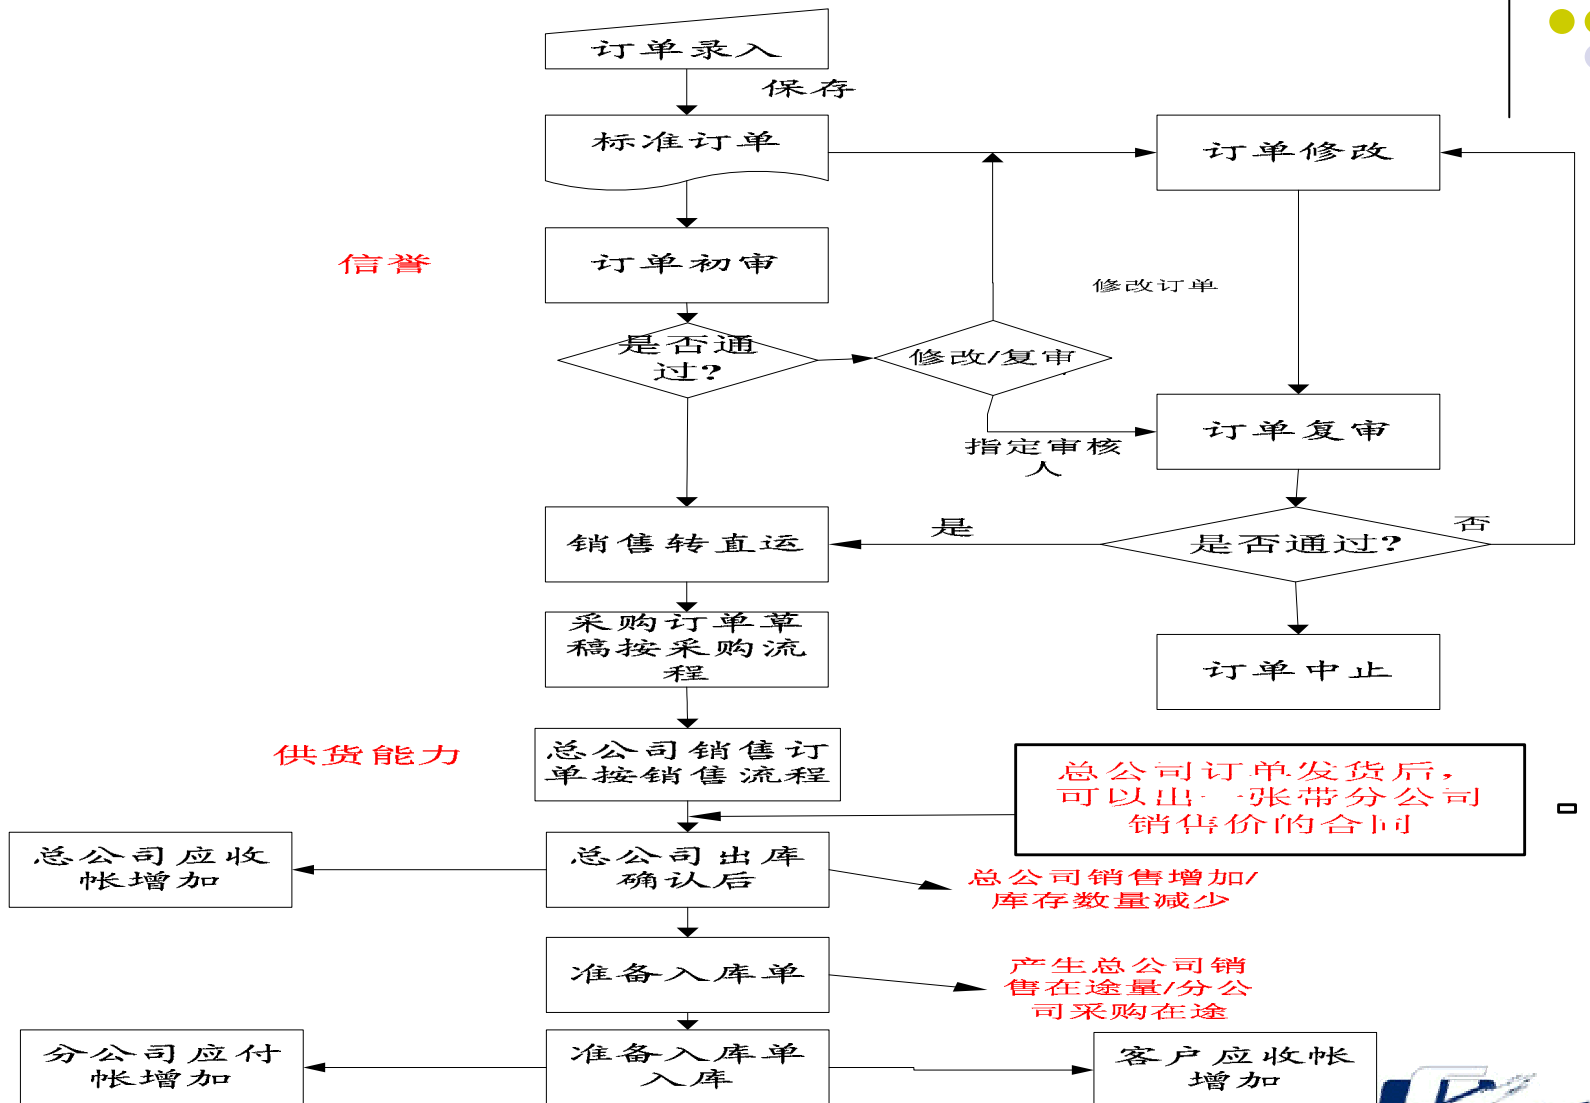 订单录入
保存
标准订单
订单修改
信誉
订单初审
修改订单
是否通
过?
修改/复审
订单复审
指定审核
人
销售转直运
是
是否通过?
否
采购订单草
稿按采购流
程
订单中止
供货能力
总公司销售订
单按销售流程
总公司订单发货后，
可以出一张带分公司
销售价的合同
总公司应收
帐增加
总公司出库
确认后
总公司销售增加/
库存数量减少
准备入库单
产生总公司销
售在途量/分公
司采购在途
分公司应付
帐增加
准备入库单
入库
客户应收帐
增加